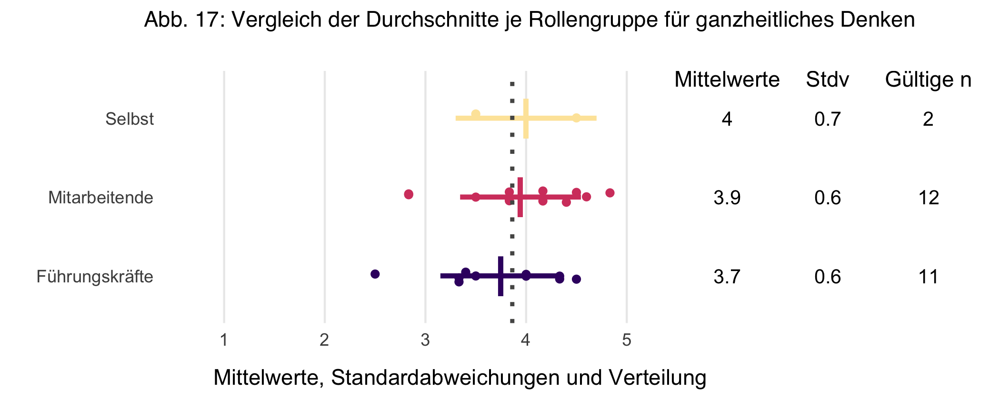 Abb. 17: Vergleich der Durchschnitte je Rollengruppe für ganzheitliches Denken
Mittelwerte Stdv Gültige n
Selbst 4 0.7 2
Mitarbeitende 3.9 0.6 12
Führungskräfte 3.7 0.6 11
1 2 3 4 5
Mittelwerte, Standardabweichungen und Verteilung